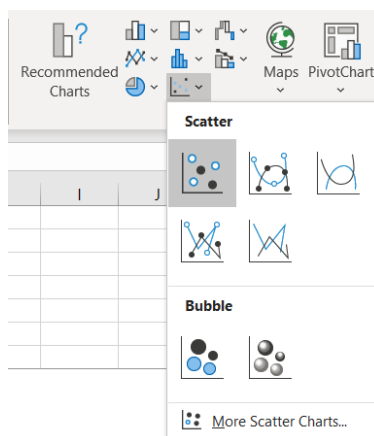 ?
Recommended
Charts
Maps
PivotChart
Scatter
I
J
Bubble
More Scatter Charts...